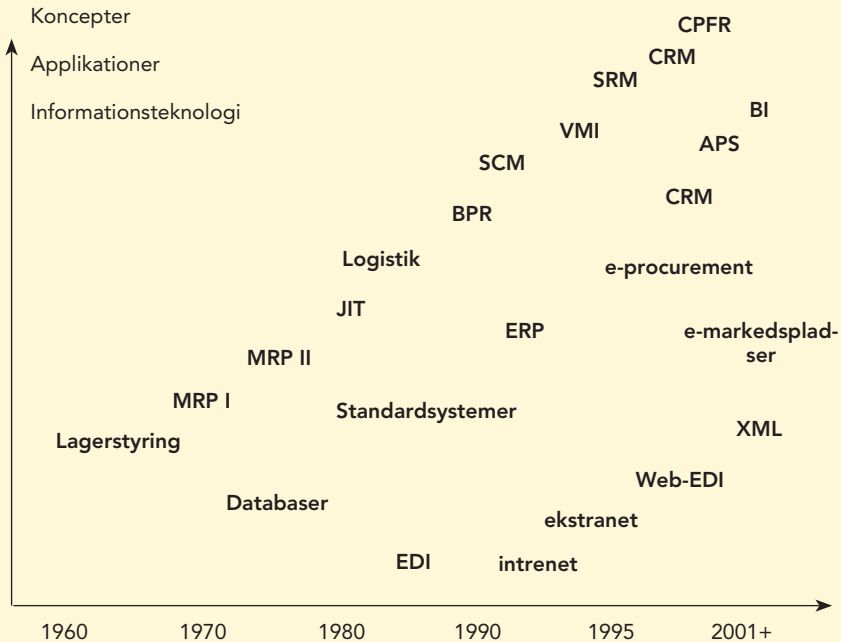 Koncepter
CPFR
Applikationer
CRM
SRM
Informationsteknologi
BI
VMI
APS
SCM
CRM
BPR
Logistik
e-procurement
JIT
ERP
e-markedsplad-
ser
MRP II
MRP I
Standardsystemer
XML
Lagerstyring
Web-EDI
Databaser
ekstranet
EDI
intrenet
1960 1970 1980 1990 1995 2001+